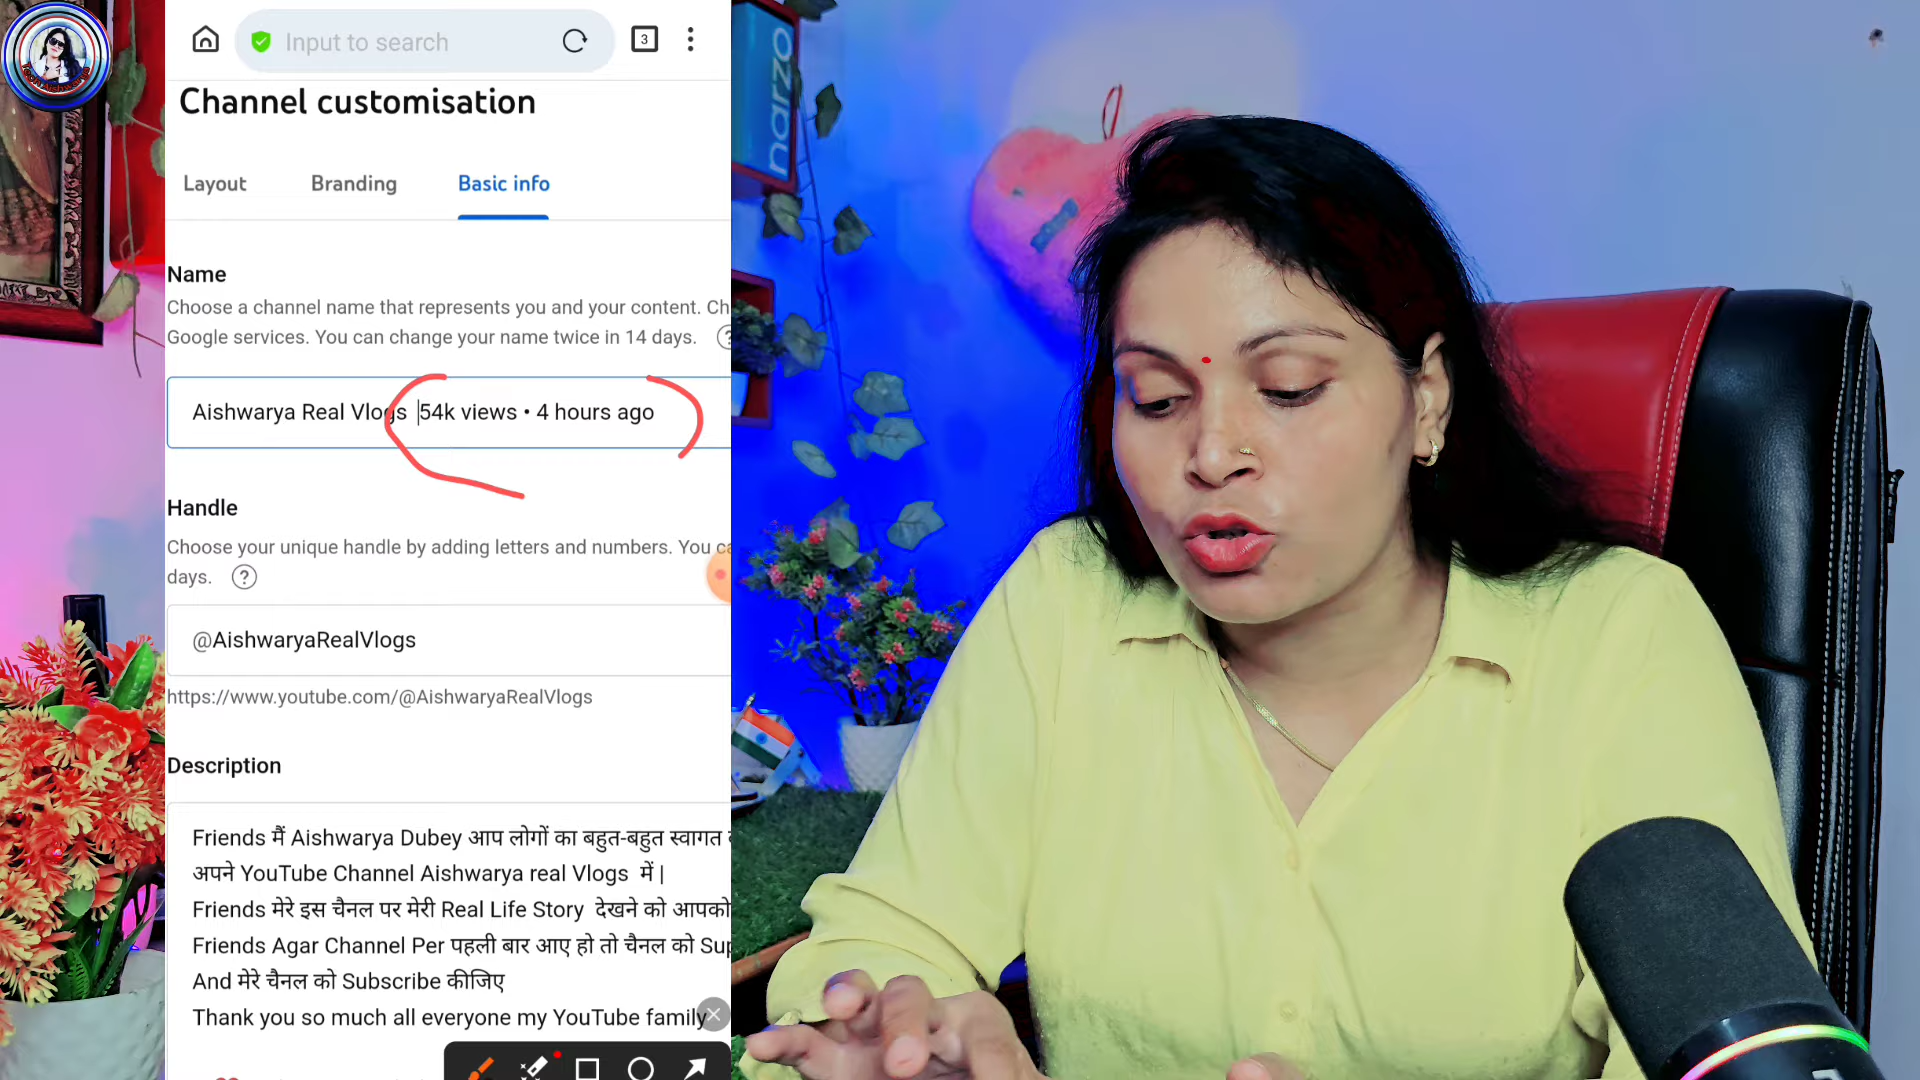 Input to search
3
Channel customisation
Layout Branding Basic info
Name
Choose a channel name that represents you and your content. Ch
Google services. You can change your name twice in 14 days. ?
Aishwarya Real Vlogs 54k views • 4 hours ago
Handle
Choose your unique handle by adding letters and numbers. You ca
days. ?
@AishwaryaRealVlogs
https://www.youtube.com/@AishwaryaRealVlogs
Description
Friends मैं Aishwarya Dubey आप लोगों का बहुत-बहुत स्वागत
अपने YouTube Channel Aishwarya real Vlogs में |
Friends मेरे इस चैनल पर मेरी Real Life Story देखने को आपको
Friends Agar Channel Per पहली बार आए हो तो चैनल को Sup
And मेरे चैनल को Subscribe कीजिए
Thank you so much all everyone my YouTube family
narzo